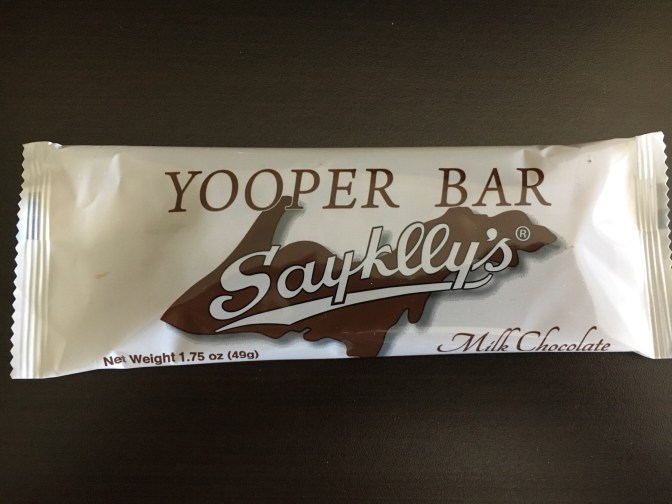 YOOPER BAR
Sayklly's®
Net Weight 1.75 oz (49g)
Milk Chocolate